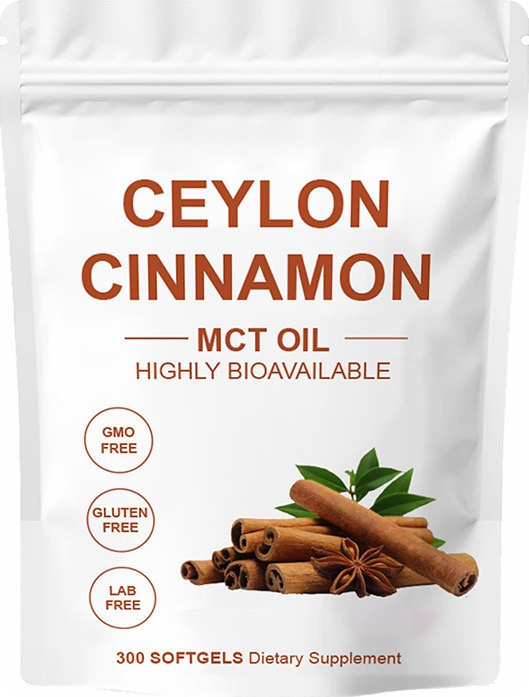 CEYLON
CINNAMON
MCT OIL
HIGHLY BIOAVAILABLE
GMO
FREE
GLUTEN
FREE
LAB
FREE
300 SOFTGELS Dietary Supplement